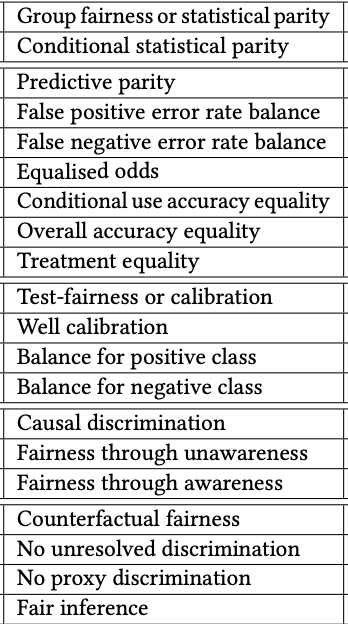 Group fairness or statistical parity
Conditional statistical parity
Predictive parity
False positive error rate balance
False negative error rate balance
Equalised odds
Conditional use accuracy equality
Overall accuracy equality
Treatment equality
Test-fairness or calibration
Well calibration
Balance for positive class
Balance for negative class
Causal discrimination
Fairness through unawareness
Fairness through awareness
Counterfactual fairness
No unresolved discrimination
No proxy discrimination
Fair inference